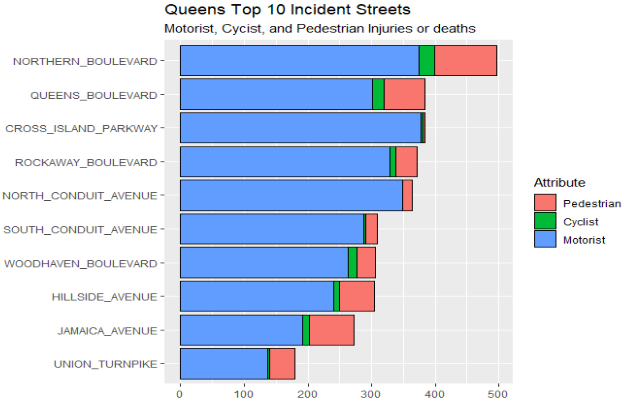 Queens Top 10 Incident Streets
Motorist, Cycist, and Pedestrian Injuries or deaths
NORTHERN_BOULEVARD
QUEENS_BOULEVARD
CROSS_ISLAND_PARKWAY
ROCKAWAY_BOULEVARD
NORTH_CONDUIT_AVENUE
SOUTH_CONDUIT_AVENUE
WOODHAVEN_BOULEVARD
HILLSIDE_AVENUE
JAMAICA_AVENUE
UNION_TURNPIKE
0 100 200 300 400 500
Attribute
Pedestrian
Cyclist
Motorist